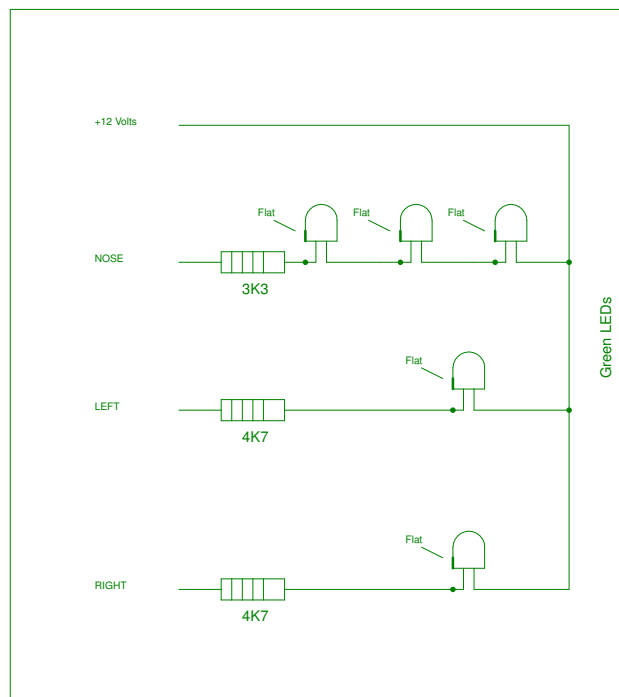 +12 Volts
Flat
Flat
Flat
NOSE
3K3
Green LEDs
Flat
LEFT
4K7
Flat
RIGHT
4K7